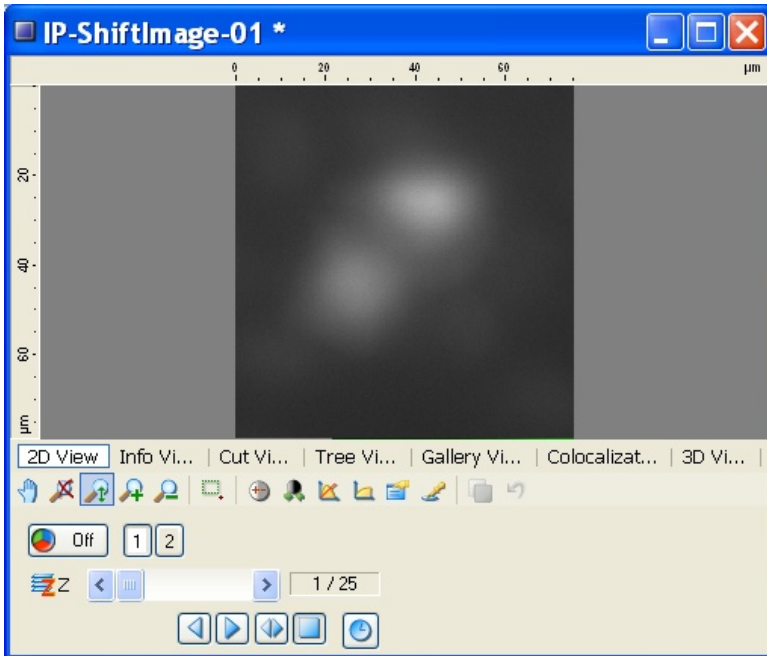 IP-ShiftImage-01 *
0 20 40 60 µm
20
40
60
µm
2D View Info Vi... | Cut Vi... | Tree Vi... | Gallery Vi... | Colocalizat... | 3D Vi... |
Off 1 2
Z 1 / 25